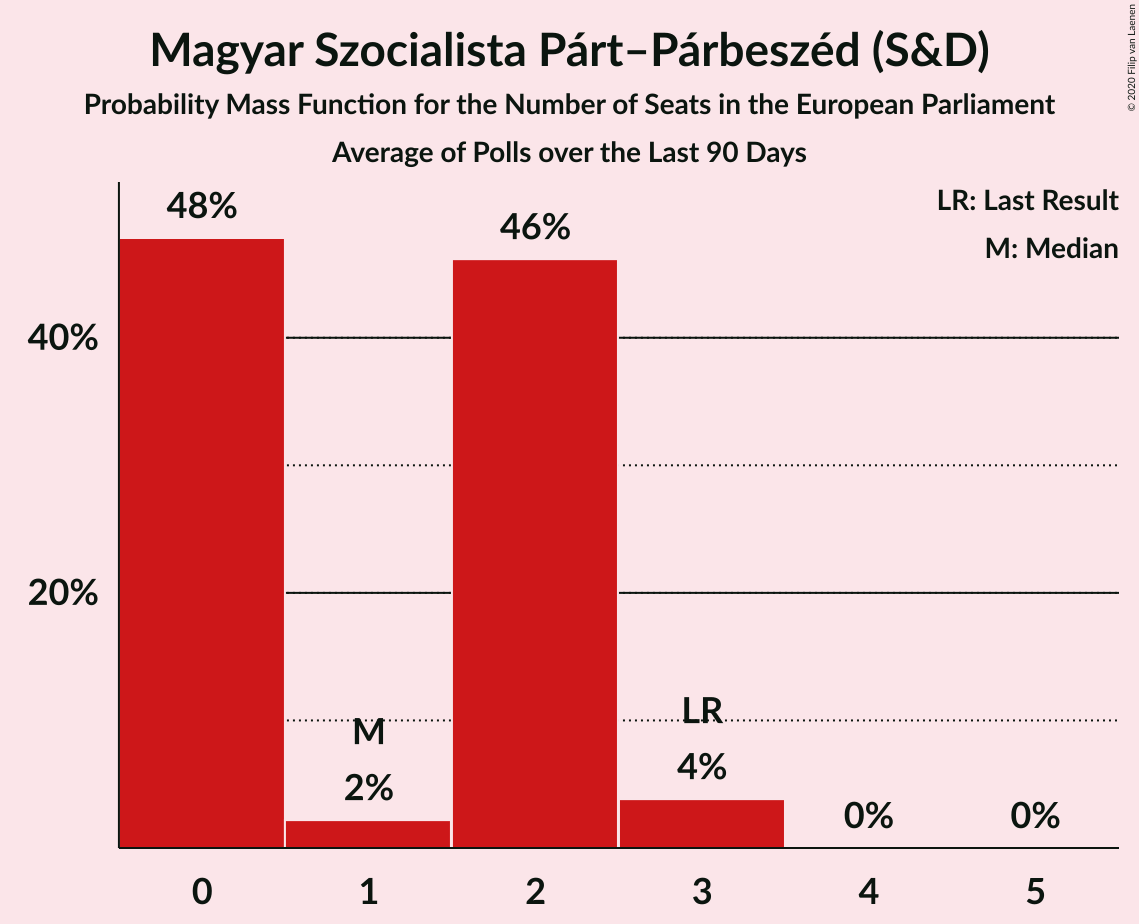 Magyar Szocialista Párt–Párbeszéd (S&D)
Probability Mass Function for the Number of Seats in the European Parliament
Average of Polls over the Last 90 Days
© 2020 Filip van Laenen
LR: Last Result
M: Median
48%
46%
40%
20%
LR
M
4%
2%
0%
0%
0
1
2
3
4
5